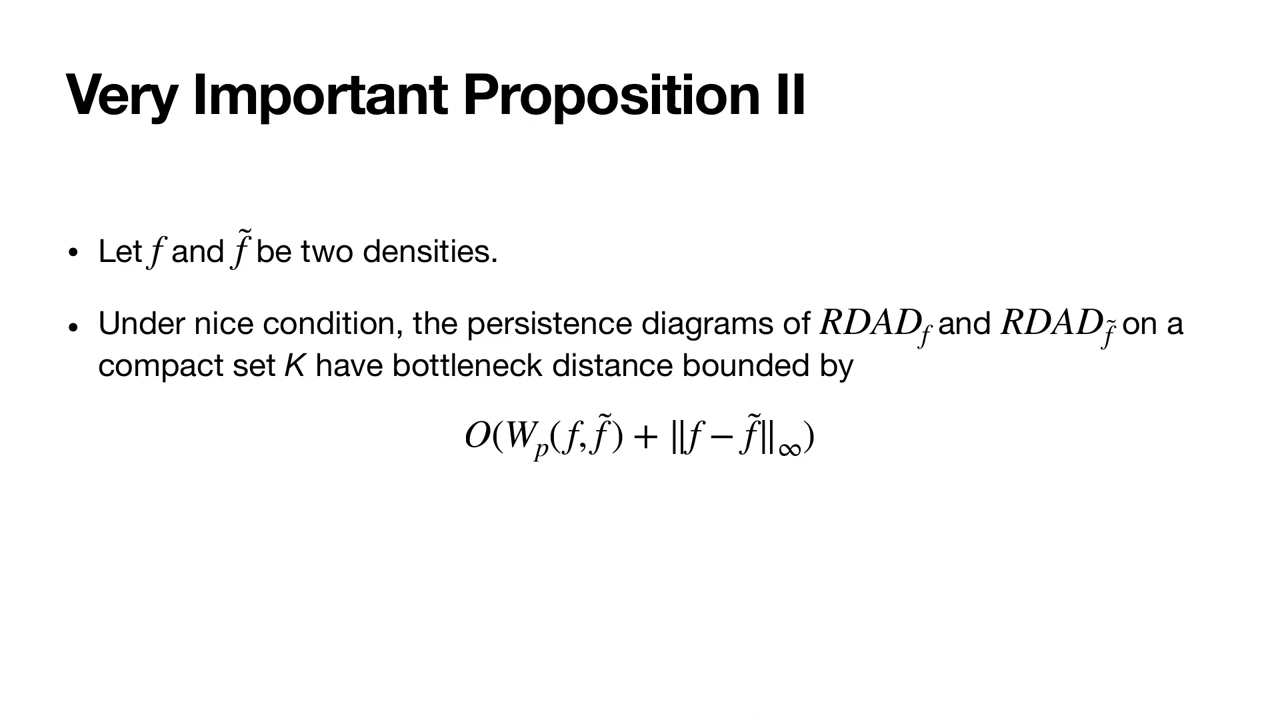 Very Important Proposition II
• Let f and f̃ be two densities.
• Under nice condition, the persistence diagrams of RDAD_f and RDAD_f̃ on a
compact set K have bottleneck distance bounded by
O(W_p(f, f̃) + ‖f − f̃‖_∞)